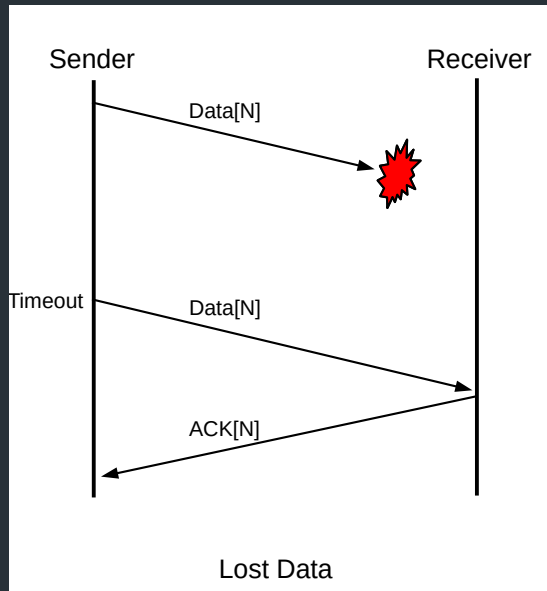 Sender Receiver
Data[N]
Timeout Data[N]
ACK[N]
Lost Data